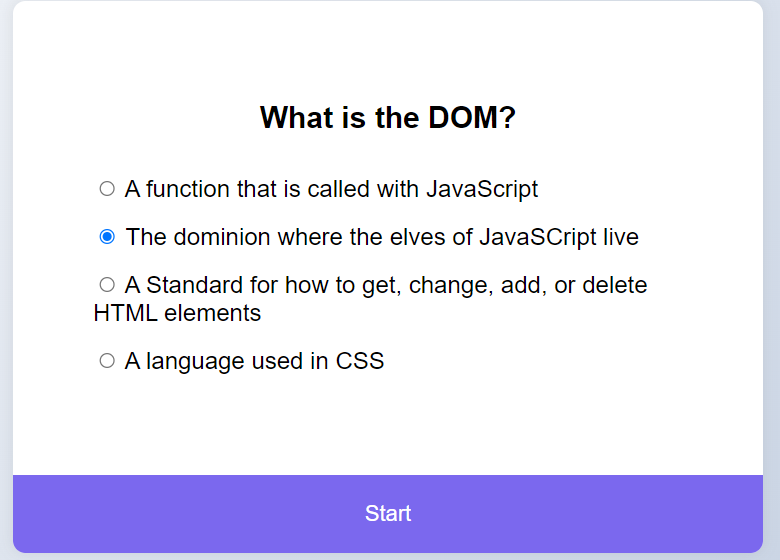 What is the DOM?
A function that is called with JavaScript
The dominion where the elves of JavaSCript live
A Standard for how to get, change, add, or delete
HTML elements
A language used in CSS
Start